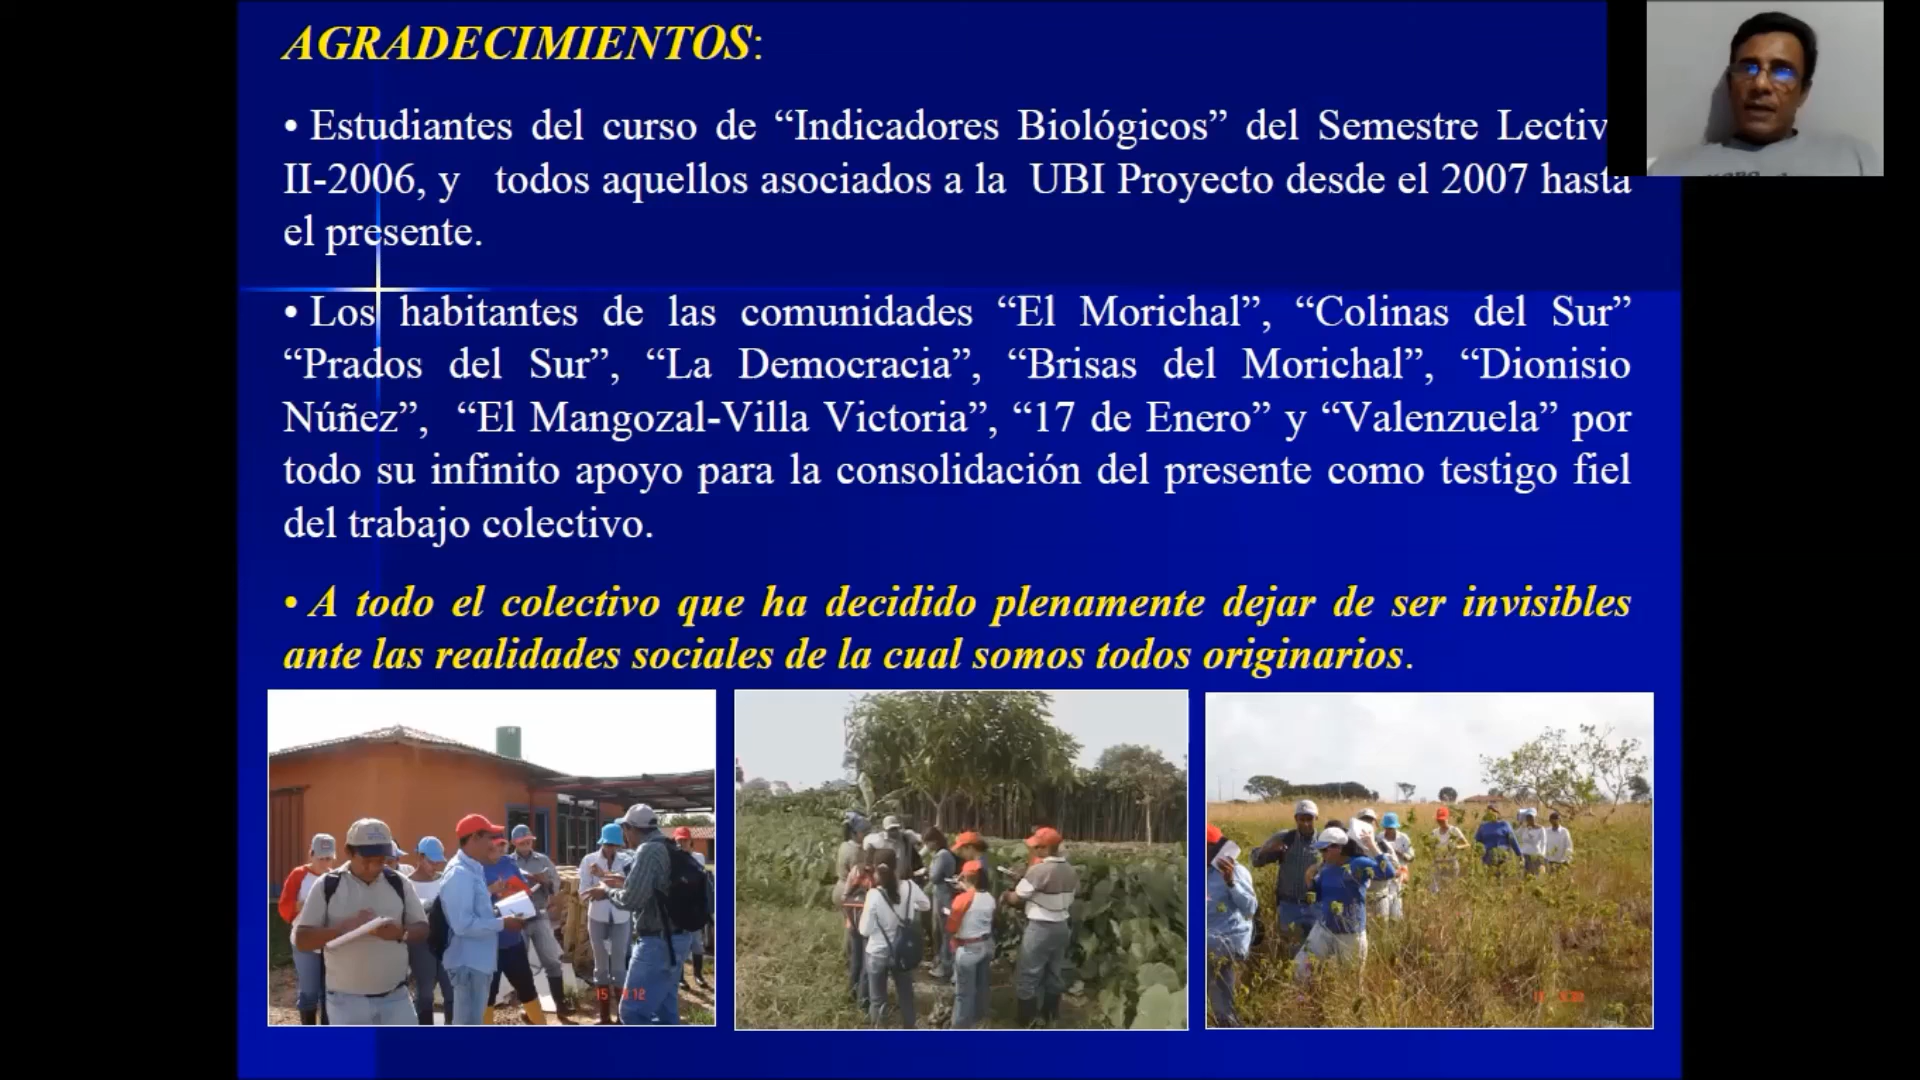 AGRADECIMIENTOS:
• Estudiantes del curso de “Indicadores Biológicos” del Semestre
II-2006, y todos aquellos asociados a la UBI Proyecto desde el 2007 hasta
el presente.
• Los habitantes de las comunidades “El Morichal”, “Colinas del Sur”
“Prados del Sur”, “La Democracia”, “Brisas del Morichal”, “Dionisio
Núñez”, “El Mangozal-Villa Victoria”, “17 de Enero” y “Valenzuela” por
todo su infinito apoyo para la consolidación del presente como testigo fiel
del trabajo colectivo.
• A todo el colectivo que ha decidido plenamente dejar de ser invisibles
ante las realidades sociales de la cual somos todos originarios.